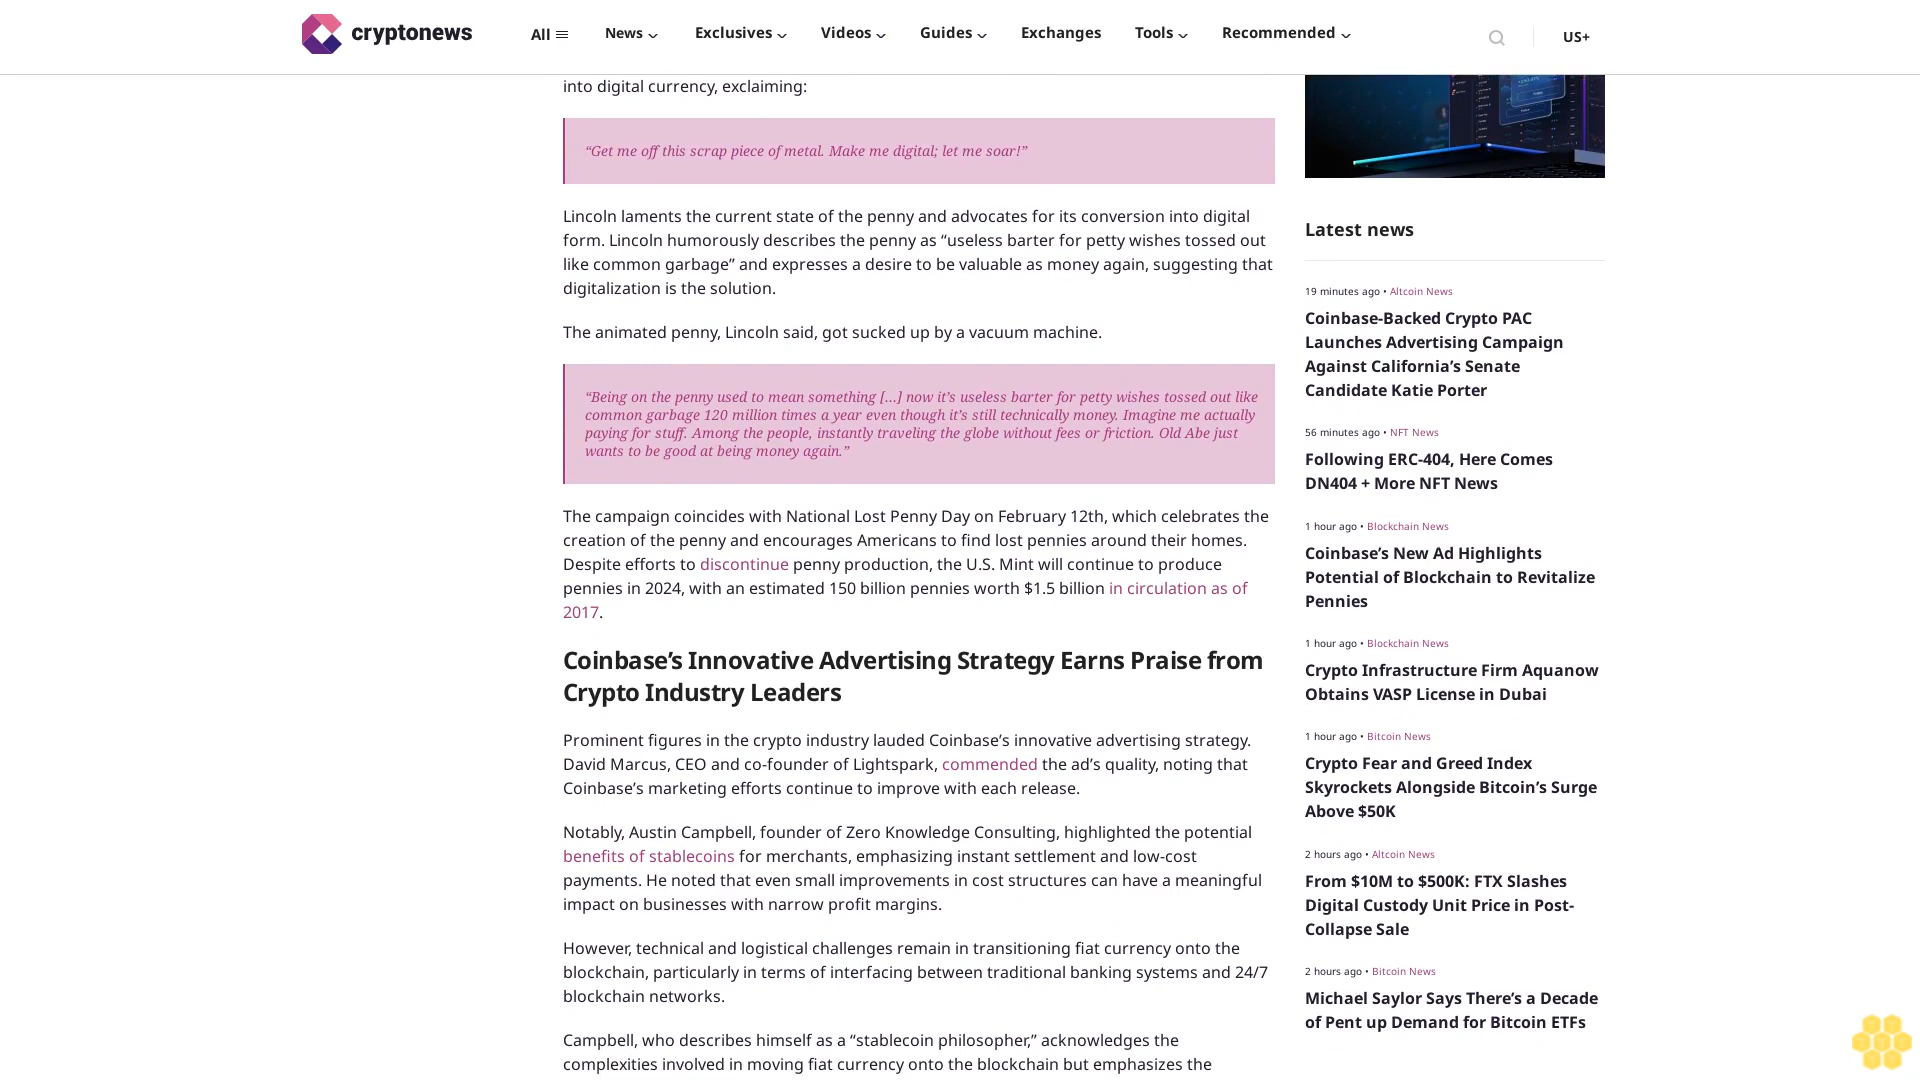 cryptonews
All
News
Exclusives
Videos
Guides
Exchanges
Tools
Recommended
US+
into digital currency, exclaiming:
“Get me off this scrap piece of metal. Make me digital; let me soar!”
Lincoln laments the current state of the penny and advocates for its conversion into digital
form. Lincoln humorously describes the penny as “useless barter for petty wishes tossed out
like common garbage” and expresses a desire to be valuable as money again, suggesting that
digitalization is the solution.
The animated penny, Lincoln said, got sucked up by a vacuum machine.
“Being on the penny used to mean something […] now it’s useless barter for petty wishes tossed out like
common garbage 120 million times a year even though it’s still technically money. Imagine me actually
paying for stuff. Among the people, instantly traveling the globe without fees or friction. Old Abe just
wants to be good at being money again.”
The campaign coincides with National Lost Penny Day on February 12th, which celebrates the
creation of the penny and encourages Americans to find lost pennies around their homes.
Despite efforts to discontinue penny production, the U.S. Mint will continue to produce
pennies in 2024, with an estimated 150 billion pennies worth $1.5 billion in circulation as of
2017.
Coinbase’s Innovative Advertising Strategy Earns Praise from
Crypto Industry Leaders
Prominent figures in the crypto industry lauded Coinbase’s innovative advertising strategy.
David Marcus, CEO and co-founder of Lightspark, commended the ad’s quality, noting that
Coinbase’s marketing efforts continue to improve with each release.
Notably, Austin Campbell, founder of Zero Knowledge Consulting, highlighted the potential
benefits of stablecoins for merchants, emphasizing instant settlement and low-cost
payments. He noted that even small improvements in cost structures can have a meaningful
impact on businesses with narrow profit margins.
However, technical and logistical challenges remain in transitioning fiat currency onto the
blockchain, particularly in terms of interfacing between traditional banking systems and 24/7
blockchain networks.
Campbell, who describes himself as a “stablecoin philosopher,” acknowledges the
complexities involved in moving fiat currency onto the blockchain but emphasizes the
Latest news
19 minutes ago • Altcoin News
Coinbase-Backed Crypto PAC
Launches Advertising Campaign
Against California’s Senate
Candidate Katie Porter
56 minutes ago • NFT News
Following ERC-404, Here Comes
DN404 + More NFT News
1 hour ago • Blockchain News
Coinbase’s New Ad Highlights
Potential of Blockchain to Revitalize
Pennies
1 hour ago • Blockchain News
Crypto Infrastructure Firm Aquanow
Obtains VASP License in Dubai
1 hour ago • Bitcoin News
Crypto Fear and Greed Index
Skyrockets Alongside Bitcoin’s Surge
Above $50K
2 hours ago • Altcoin News
From $10M to $500K: FTX Slashes
Digital Custody Unit Price in Post-
Collapse Sale
2 hours ago • Bitcoin News
Michael Saylor Says There’s a Decade
of Pent up Demand for Bitcoin ETFs